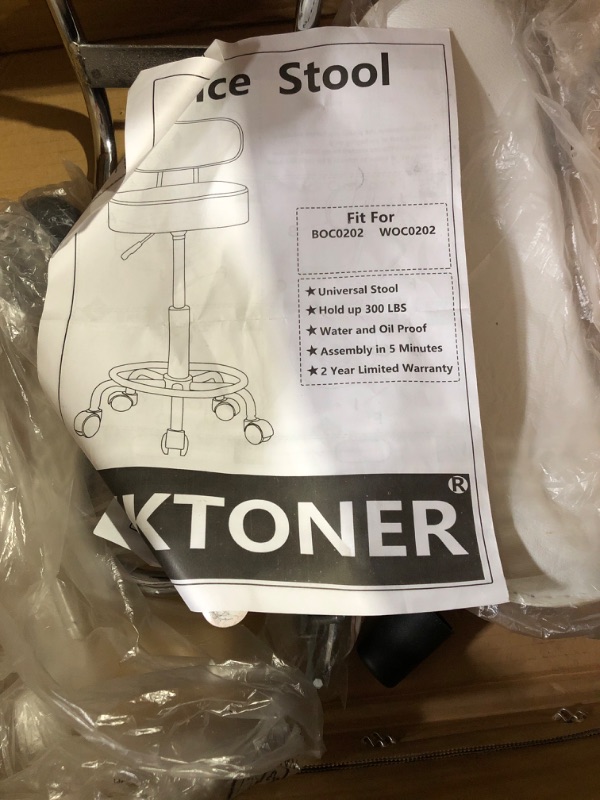 ice Stool
Fit For
BOC0202 WOC0202
★ Universal Stool
★ Hold up 300 LBS
★ Water and Oil Proof
★ Assembly in 5 Minutes
★ 2 Year Limited Warranty
KTONER®